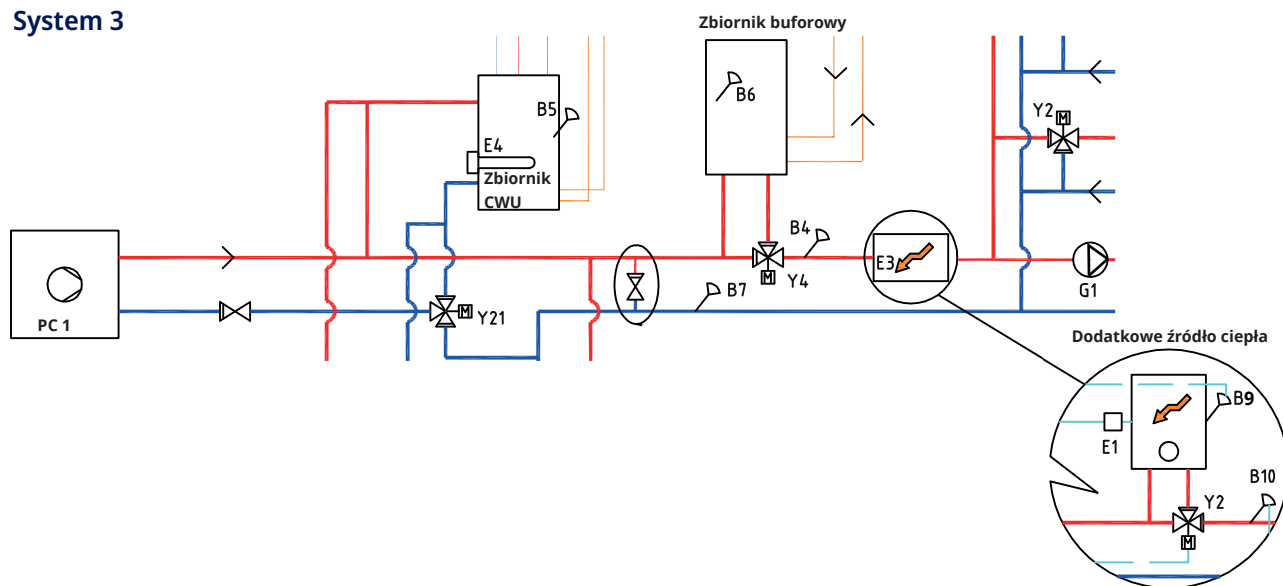 System 3
Zbiornik buforowy
B5
B6
Y2
E4
Zbiornik
CWU
B4
E3
M
M
Y4
G1
B7
PC 1
M
Y21
Dodatkowe źródło ciepła
B9
E1
B10
Y2
M